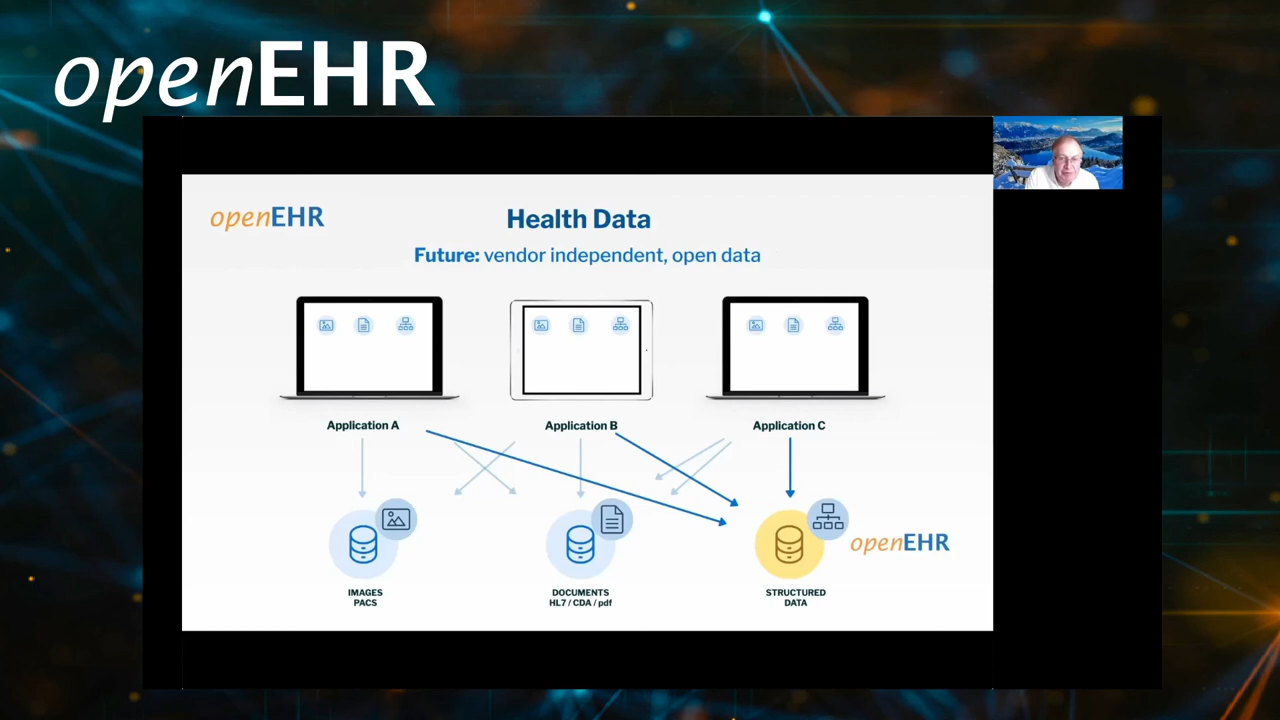 openEHR
openEHR
Health Data
Future: vendor independent, open data
Application A
Application B
Application C
openEHR
IMAGES
PACS
DOCUMENTS
HL7 / CDA / pdf
STRUCTURED
DATA